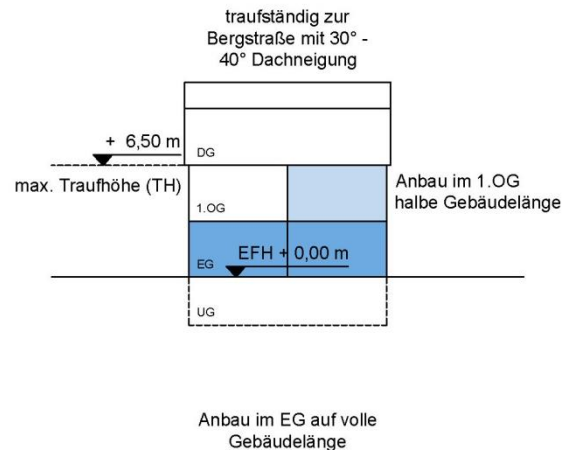 traufständig zur
Bergstraße mit 30° -
40° Dachneigung
+ 6,50 m
DG
max. Traufhöhe (TH)
Anbau im 1.OG
halbe Gebäudelänge
1.OG
EFH + 0,00 m
EG
UG
Anbau im EG auf volle
Gebäudelänge